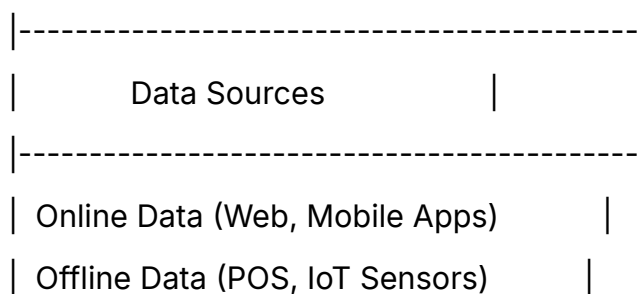 |--------------------------------------------
| Data Sources |
|--------------------------------------------
| Online Data (Web, Mobile Apps) |
| Offline Data (POS, IoT Sensors) |